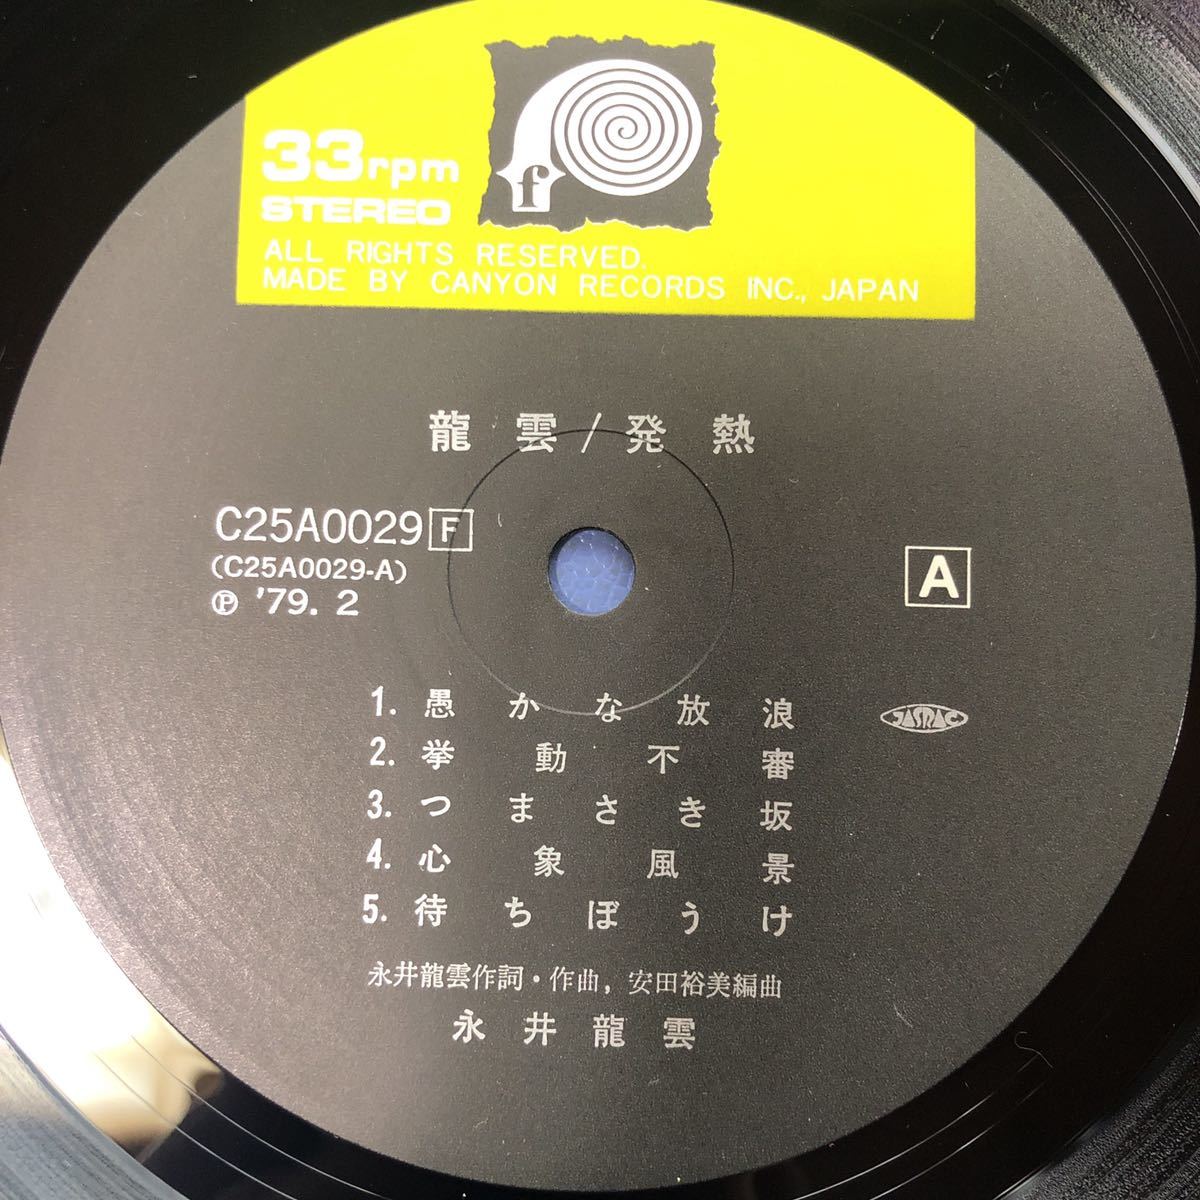 f
33rpm
STEREO
ALL RIGHTS RESERVED.
MADE BY CANYON RECORDS INC., JAPAN
龍雲/発熱
C25A0029 F
(C25A0029-A)
Ⓟ '79. 2
A
1. 愚かな放浪
JASRAC
2. 挙動不審
3. つまさき坂
4. 心象風景
5. 待ちぼうけ
永井龍雲作詞・作曲, 安田裕美編曲
永井龍雲